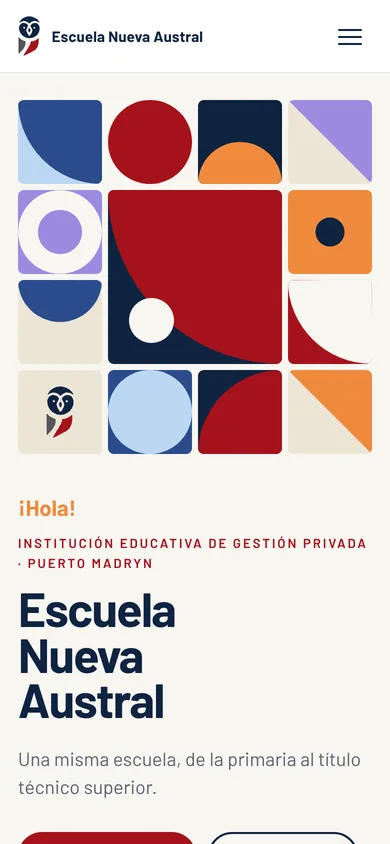 Escuela Nueva Austral
¡Hola!
INSTITUCIÓN EDUCATIVA DE GESTIÓN PRIVADA
· PUERTO MADRYN
Escuela
Nueva
Austral
Una misma escuela, de la primaria al título
técnico superior.